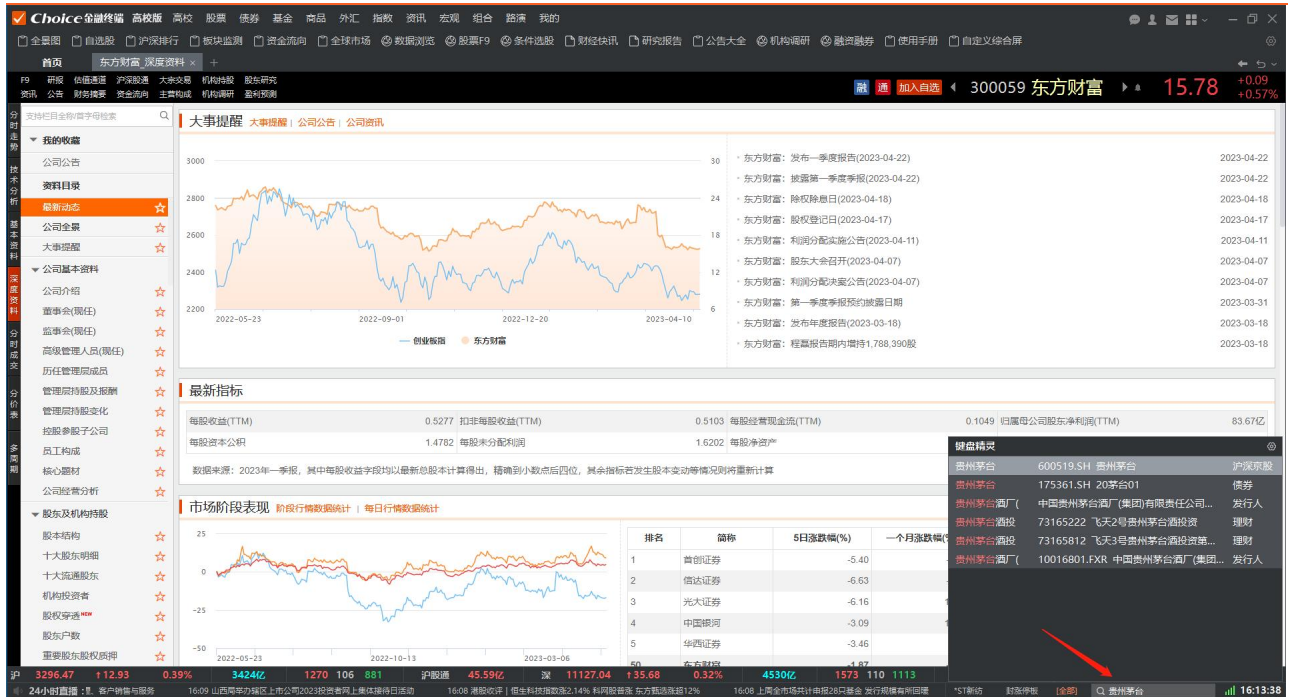 Choice金融终端 高校版 高校 股票 债券 基金 商品 外汇 指数 资讯 宏观 组合 路演 我的
全景图 自选股 沪深排行 板块监测 资金流向 全球市场 数据浏览 股票F9 条件选股 财经快讯 研究报告 公告大全 机构调研 融资融券 使用手册 自定义综合屏
首页 东方财富_深度资料 × +
F9 研报 估值通道 沪深股通 大宗交易 机构持股 股东研究
资讯 公告 财务摘要 资金流向 主营构成 机构调研 盈利预测
融 通 加入自选 300059 东方财富 15.78 +0.09 +0.57%
分时走势
技术分析
基本资料
深度资料
分时成交
分价表
多周期
支持栏目全称/首字母检索
我的收藏
公司公告
资料目录
最新动态
公司全景
大事提醒
公司基本资料
公司介绍
董事会(现任)
监事会(现任)
高级管理人员(现任)
历任管理层成员
管理层持股及报酬
管理层持股变化
控股参股子公司
员工构成
核心题材
公司经营分析
股东及机构持股
股本结构
十大股东明细
十大流通股东
机构投资者
股权穿透NEW
股东户数
重要股东股权质押
大事提醒 大事提醒 | 公司公告 | 公司资讯
3000 30
2800 24
2600 18
2400 12
2200 6
2022-05-23 2022-09-01 2022-12-20 2023-04-10
创业板指 东方财富
东方财富：发布一季度报告(2023-04-22) 2023-04-22
东方财富：披露第一季度季报(2023-04-22) 2023-04-22
东方财富：除权除息日(2023-04-18) 2023-04-18
东方财富：股权登记日(2023-04-17) 2023-04-17
东方财富：利润分配实施公告(2023-04-11) 2023-04-11
东方财富：股东大会召开(2023-04-07) 2023-04-07
东方财富：利润分配决案公告(2023-04-07) 2023-04-07
东方财富：第一季度季报预约披露日期 2023-03-31
东方财富：发布年度报告(2023-03-18) 2023-03-18
东方财富：程磊报告期内增持1,788,390股 2023-03-18
最新指标
每股收益(TTM) 0.5277 扣非每股收益(TTM) 0.5103 每股经营现金流(TTM) 0.1049 归属母公司股东净利润(TTM) 83.67亿
每股资本公积 1.4782 每股未分配利润 1.6202 每股净资产
数据来源：2023年一季报，其中每股收益字段均以最新总股本计算得出，精确到小数点后四位，其余指标若发生股本变动等情况则将重新计算
市场阶段表现 阶段行情数据统计 | 每日行情数据统计
25
0
-25
-50
2022-05-23 2022-10-13 2023-03-06
排名 简称 5日涨跌幅(%) 一个月涨跌幅(%
1 首创证券 -5.40
2 信达证券 -6.63
3 光大证券 -6.16
4 中国银河 -3.09
5 华西证券 -3.46
50 东方财富 -1.87
键盘精灵
贵州茅台 600519.SH 贵州茅台 沪深京股
贵州茅台 175361.SH 20茅台01 债券
贵州茅台酒厂( 中国贵州茅台酒厂(集团)有限责任公司... 发行人
贵州茅台酒投 73165222 飞天2号贵州茅台酒投资 理财
贵州茅台酒投 73165812 飞天3号贵州茅台酒投资第... 理财
贵州茅台酒厂( 10016801.FXR 中国贵州茅台酒厂(集团... 发行人
沪 3296.47 ↑12.93 0.39% 3424亿 1270 106 881 沪股通 45.59亿 深 11127.04 ↑35.68 0.32% 4530亿 1573 110 1113
24小时直播： 客户销售与服务 16:09 山西局举办辖区上市公司2023投资者网上集体接待日活动 16:08 港股收评 | 恒生科技指数涨2.14% 科网股普涨 东方甄选涨超12% 16:08 上周全市场共计申报28只基金 发行规模有所回暖 *ST新纺 封涨停板 [全部] 贵州茅台 16:13:38